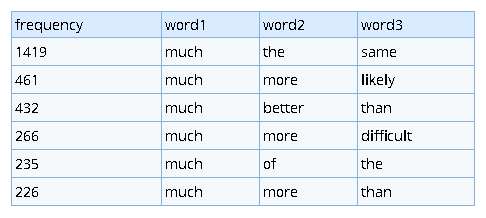 frequency word1 word2 word3
1419 much the same
461 much more likely
432 much better than
266 much more difficult
235 much of the
226 much more than